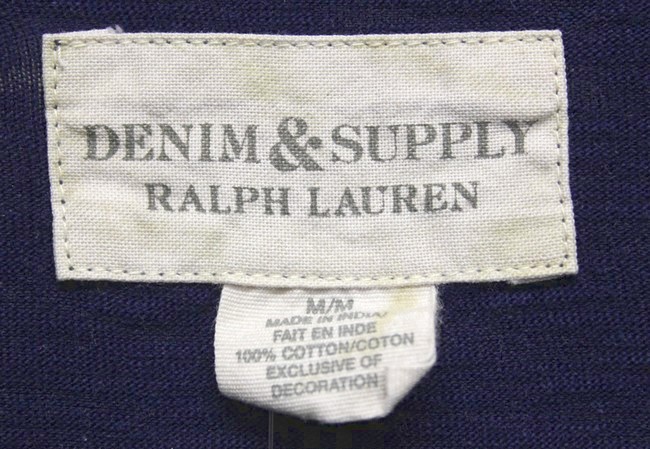 DENIM & SUPPLY
RALPH LAUREN
M/M
MADE IN INDIA/
FAIT EN INDE
100% COTTON/COTON
EXCLUSIVE OF
DECORATION